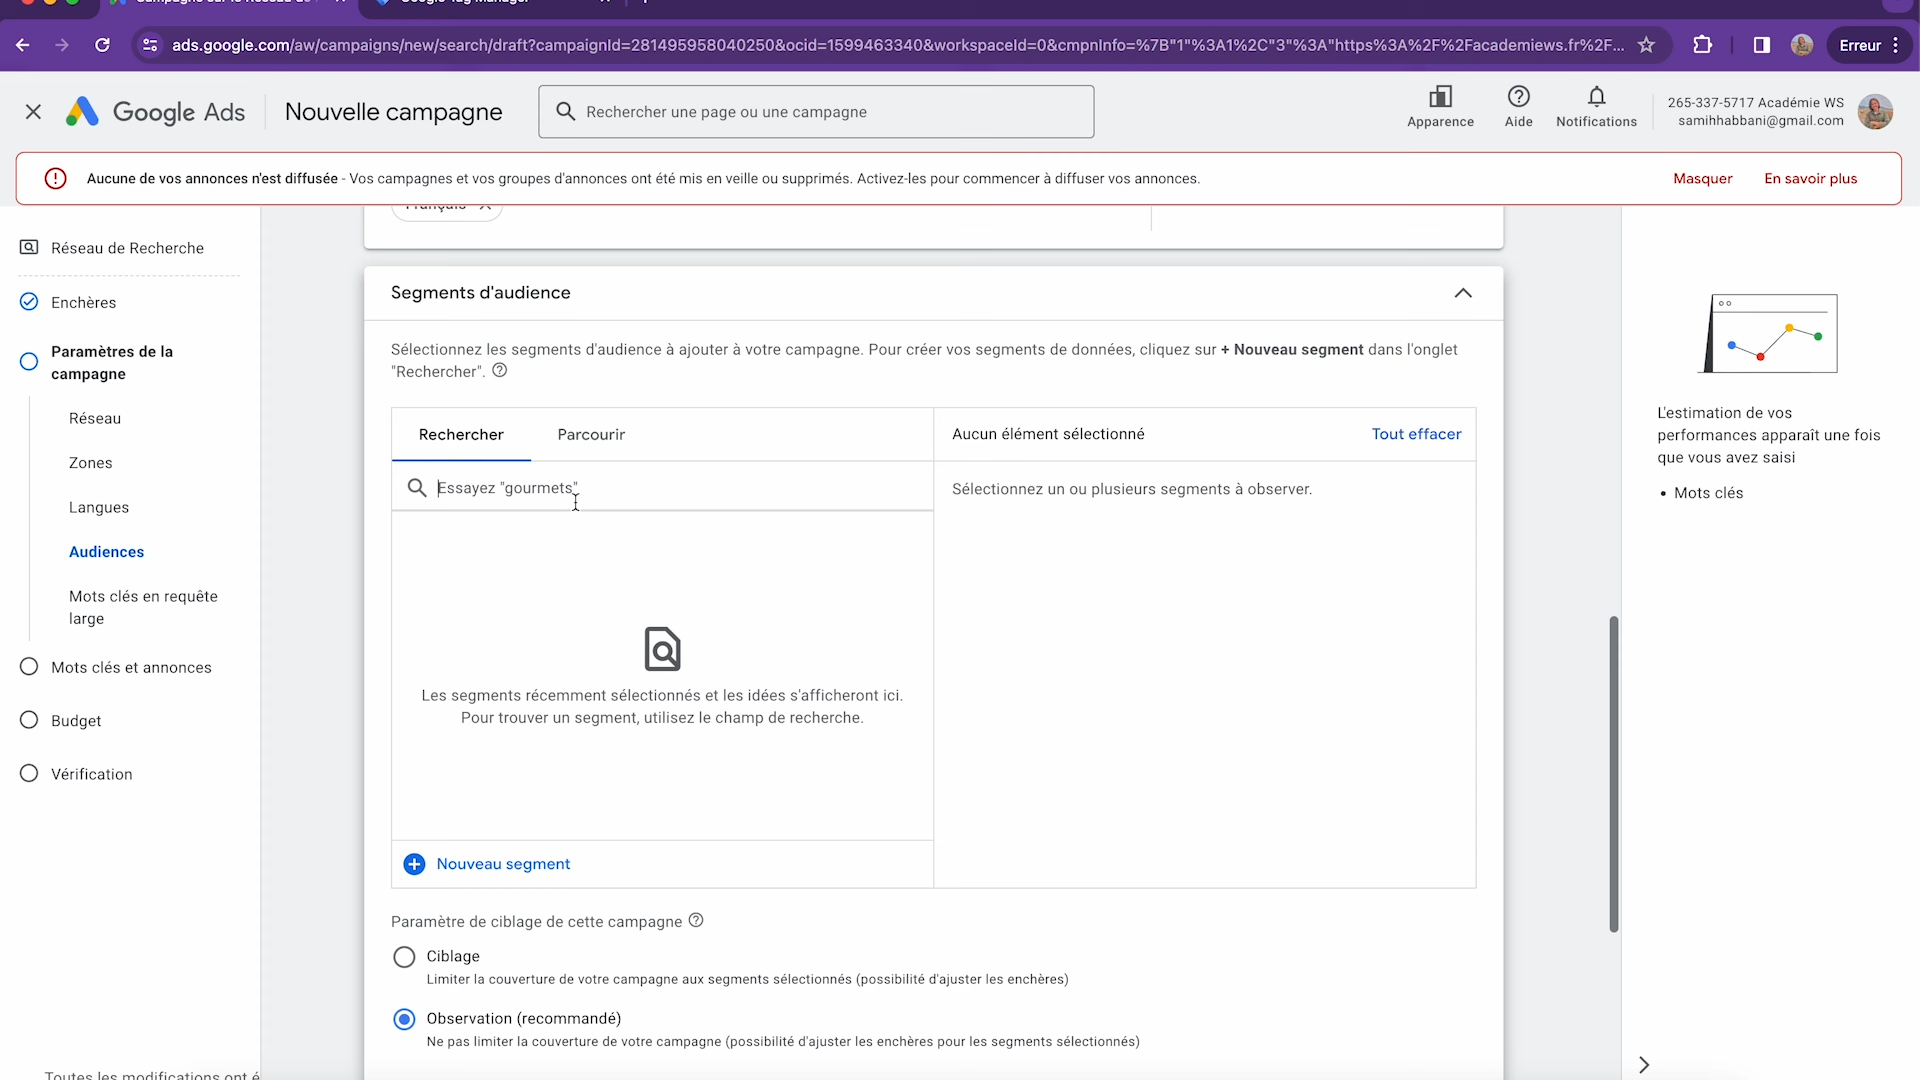 Google Tag Manager
ads.google.com/aw/campaigns/new/search/draft?campaignId=281495958040250&ocid=1599463340&workspaceId=0&cmpnInfo=%7B"1"%3A1%2C"3"%3A"https%3A%2F%2Facademiews.fr%2F...
Erreur
Google Ads
Nouvelle campagne
Rechercher une page ou une campagne
Apparence
Aide
Notifications
265-337-5717 Académie WS
samihhabbani@gmail.com
Aucune de vos annonces n'est diffusée - Vos campagnes et vos groupes d'annonces ont été mis en veille ou supprimés. Activez-les pour commencer à diffuser vos annonces.
Masquer
En savoir plus
Français
Réseau de Recherche
Enchères
Paramètres de la
campagne
Réseau
Zones
Langues
Audiences
Mots clés en requête
large
Mots clés et annonces
Budget
Vérification
Toutes les modifications ont é
Segments d'audience
Sélectionnez les segments d'audience à ajouter à votre campagne. Pour créer vos segments de données, cliquez sur + Nouveau segment dans l'onglet
"Rechercher".
Rechercher
Parcourir
Aucun élément sélectionné
Tout effacer
Essayez "gourmets"
Sélectionnez un ou plusieurs segments à observer.
Les segments récemment sélectionnés et les idées s'afficheront ici.
Pour trouver un segment, utilisez le champ de recherche.
Nouveau segment
Paramètre de ciblage de cette campagne
Ciblage
Limiter la couverture de votre campagne aux segments sélectionnés (possibilité d'ajuster les enchères)
Observation (recommandé)
Ne pas limiter la couverture de votre campagne (possibilité d'ajuster les enchères pour les segments sélectionnés)
L'estimation de vos
performances apparaît une fois
que vous avez saisi
• Mots clés